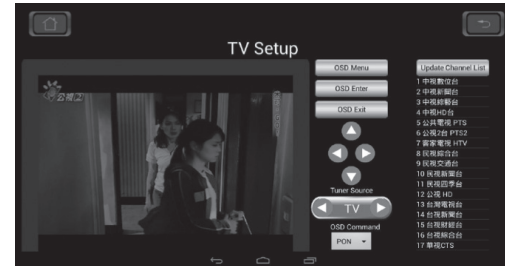 TV Setup
OSD Menu
OSD Enter
OSD Exit
Tuner Source
TV
OSD Command
PON
Update Channel List
1 中視數位台
2 中視新聞台
3 中視綜藝台
4 中視HD台
5 公共電視 PTS
6 公視2台 PTS2
7 客家電視 HTV
8 民視綜合台
9 民視交通台
10 民視新聞台
11 民視四季台
12 公視 HD
13 台灣電視台
14 台視新聞台
15 台視財經台
16 台視綜合台
17 華視CTS
公視2